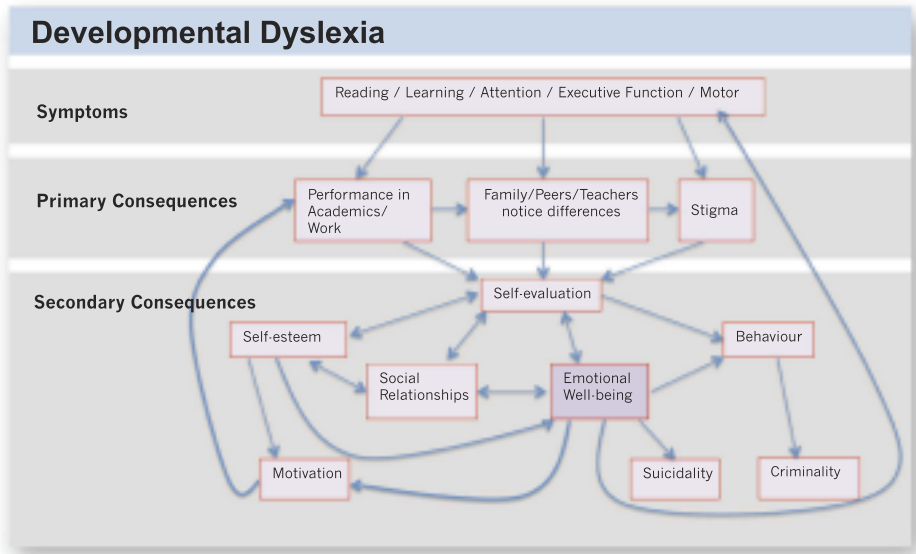 Developmental Dyslexia
Symptoms
Reading / Learning / Attention / Executive Function / Motor
Primary Consequences
Performance in
Academics/
Work
Family/Peers/Teachers
notice differences
Stigma
Secondary Consequences
Self-evaluation
Self-esteem
Behaviour
Social
Relationships
Emotional
Well-being
Motivation
Suicidality
Criminality